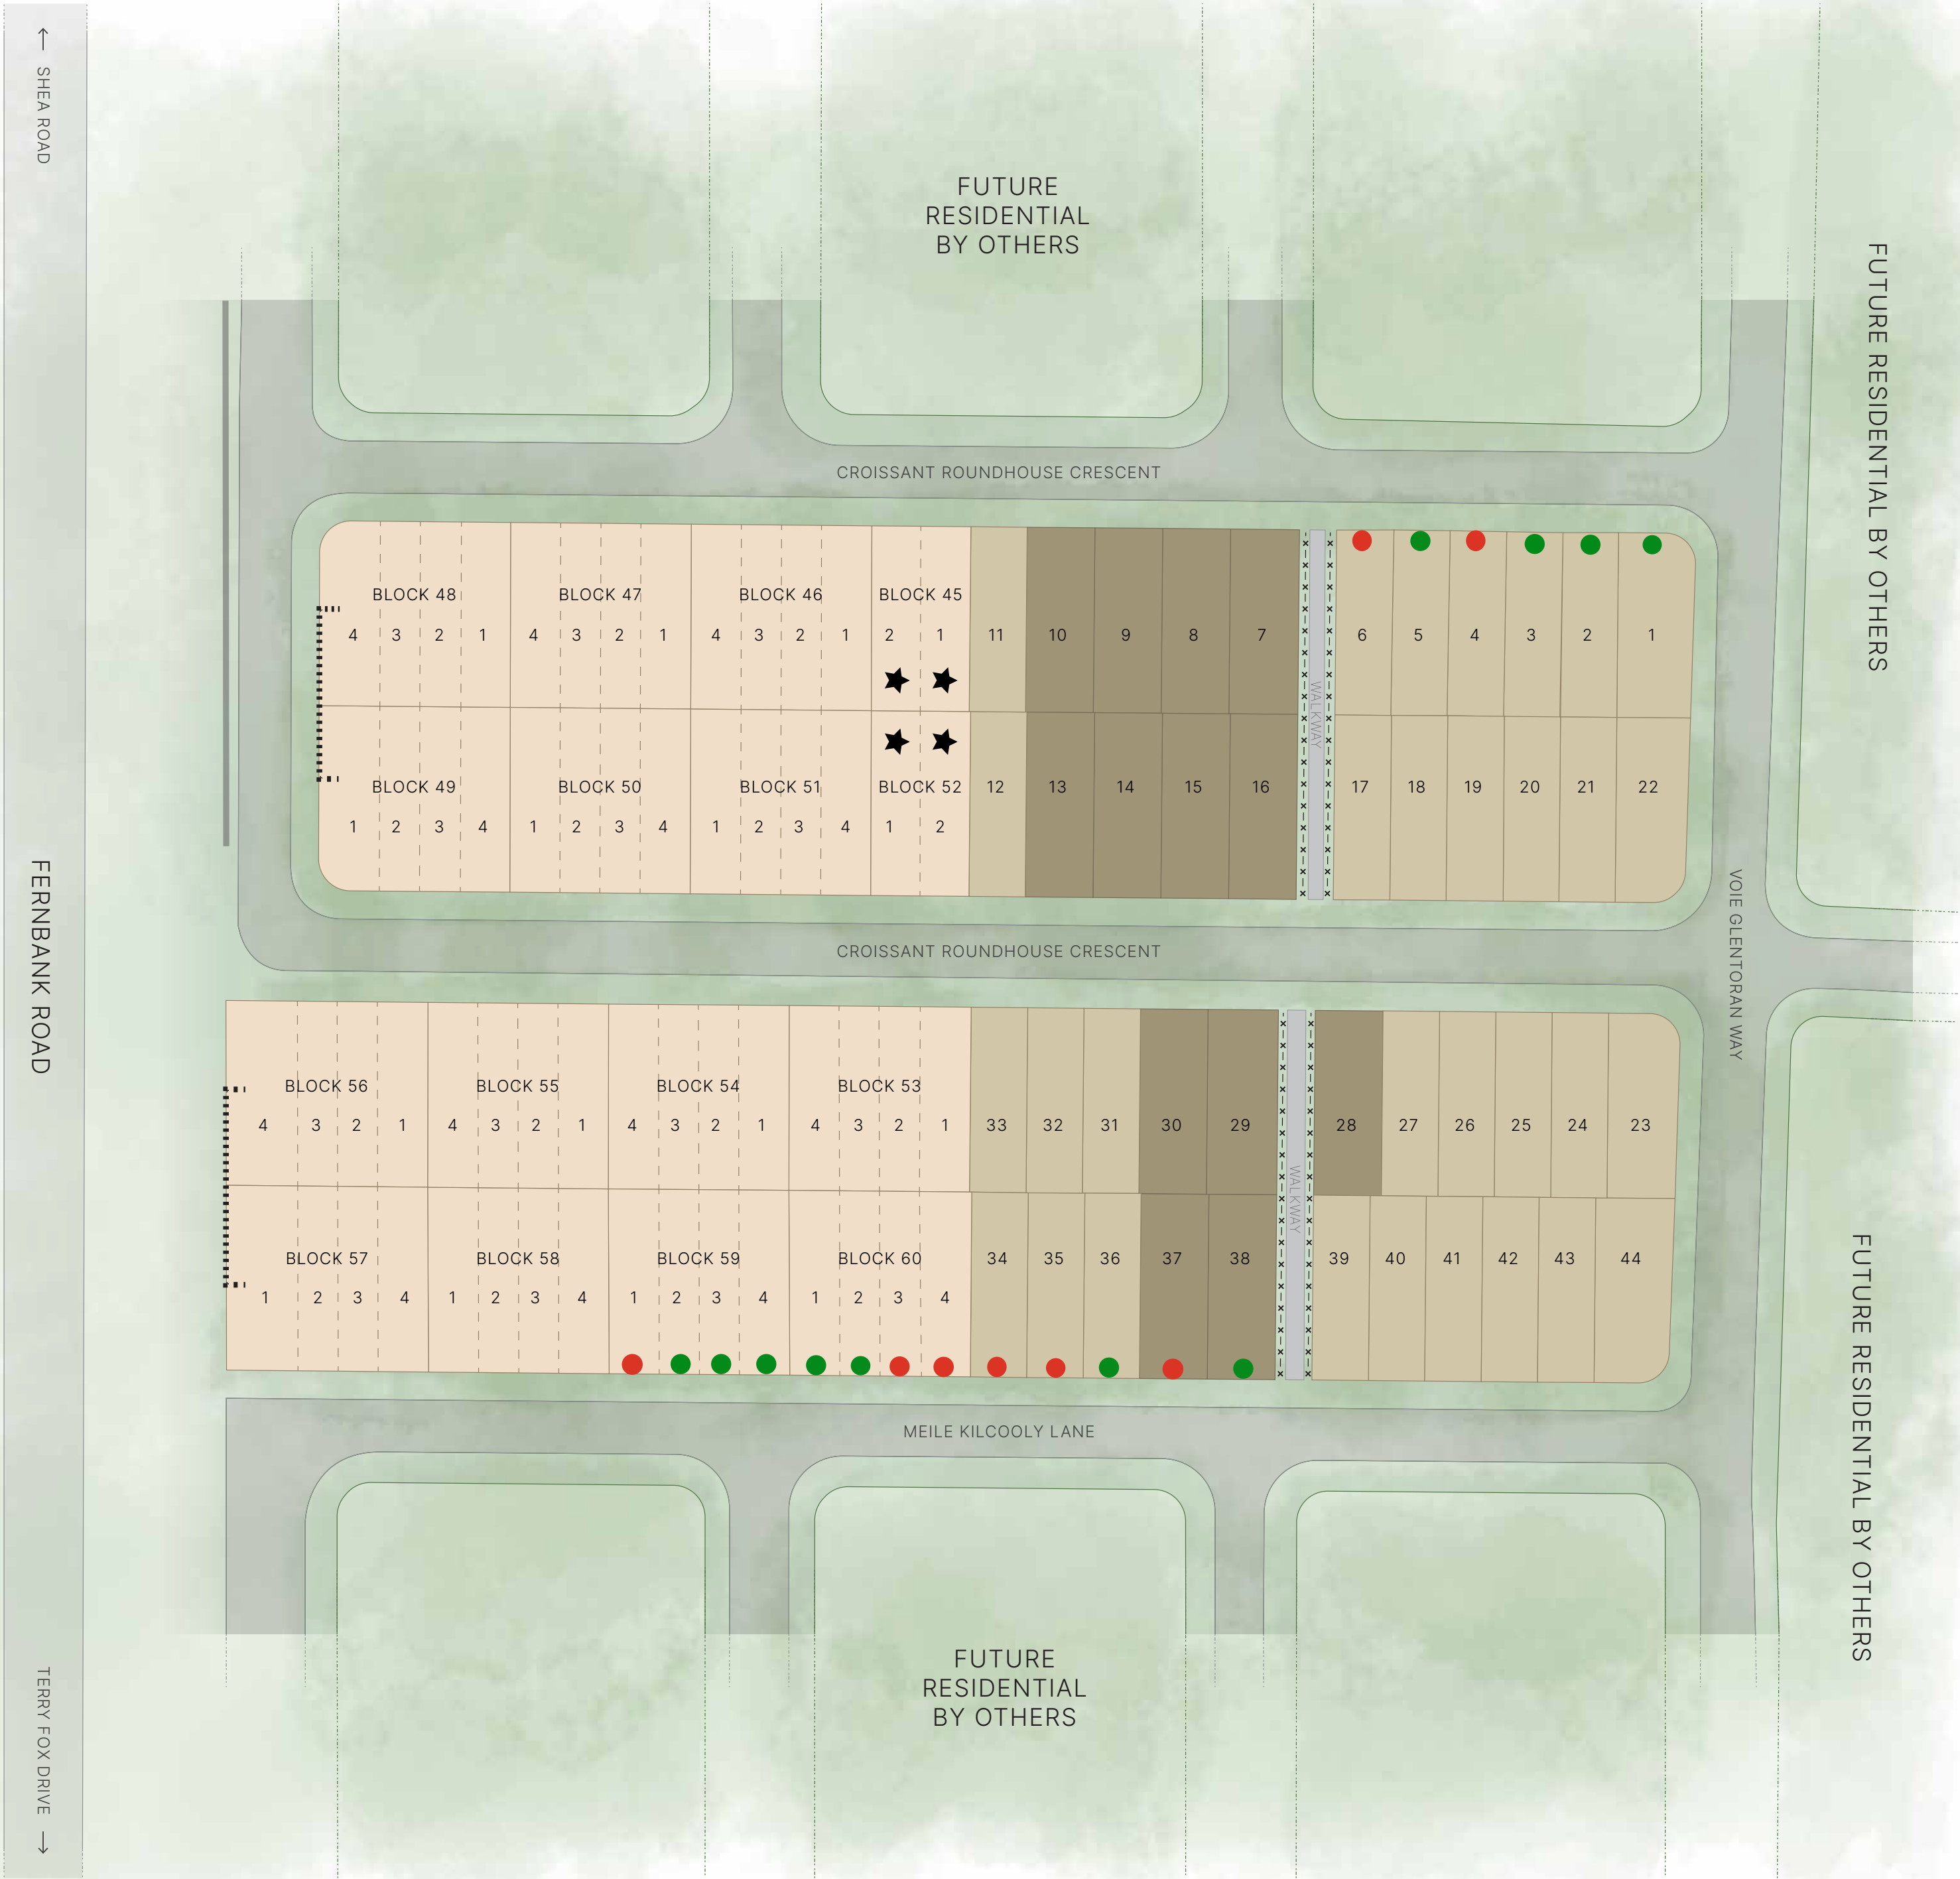 ← SHEA ROAD
FERNBANK ROAD
TERRY FOX DRIVE →
FUTURE
RESIDENTIAL
BY OTHERS
FUTURE RESIDENTIAL BY OTHERS
CROISSANT ROUNDHOUSE CRESCENT
BLOCK 48 BLOCK 47 BLOCK 46 BLOCK 45
4 3 2 1 4 3 2 1 4 3 2 1 2 1 11 10 9 8 7 6 5 4 3 2 1
WALKWAY
BLOCK 49 BLOCK 50 BLOCK 51 BLOCK 52 12 13 14 15 16 17 18 19 20 21 22
1 2 3 4 1 2 3 4 1 2 3 4 1 2
CROISSANT ROUNDHOUSE CRESCENT
VOIE GLENTORAN WAY
BLOCK 56 BLOCK 55 BLOCK 54 BLOCK 53
4 3 2 1 4 3 2 1 4 3 2 1 4 3 2 1 33 32 31 30 29 28 27 26 25 24 23
WALKWAY
BLOCK 57 BLOCK 58 BLOCK 59 BLOCK 60 34 35 36 37 38 39 40 41 42 43 44
1 2 3 4 1 2 3 4 1 2 3 4 1 2 3 4
MEILE KILCOOLY LANE
FUTURE RESIDENTIAL BY OTHERS
FUTURE
RESIDENTIAL
BY OTHERS